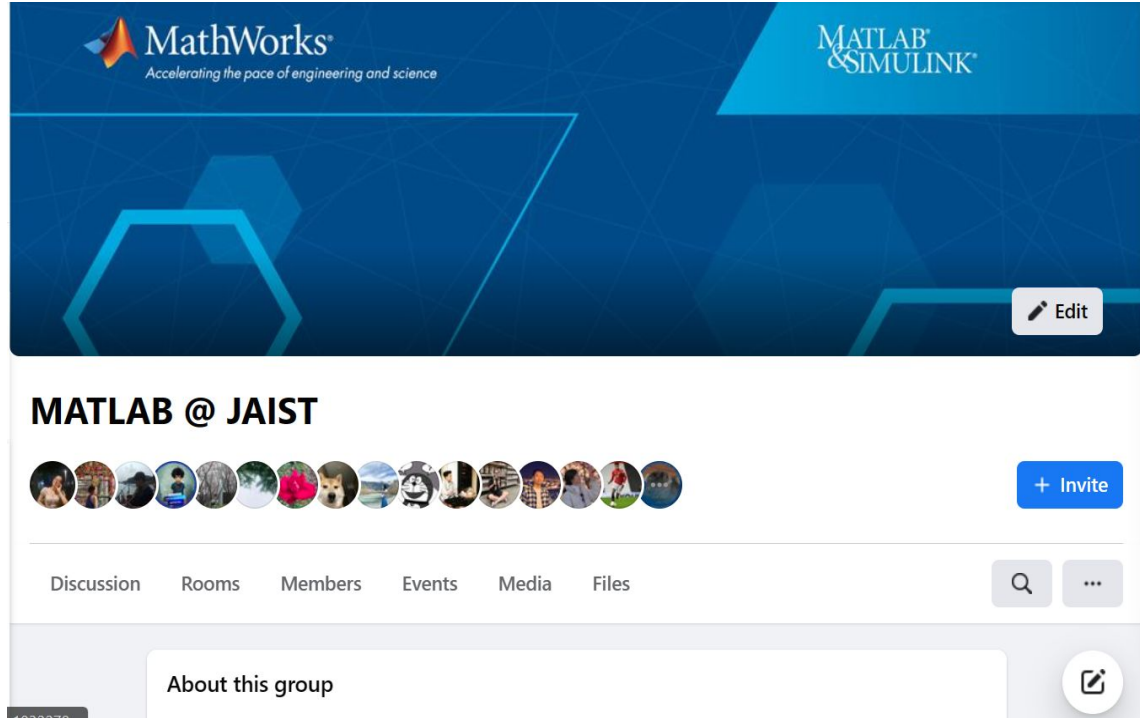 MathWorks®
Accelerating the pace of engineering and science
MATLAB®
&SIMULINK®
Edit
MATLAB @ JAIST
+ Invite
Discussion Rooms Members Events Media Files
About this group